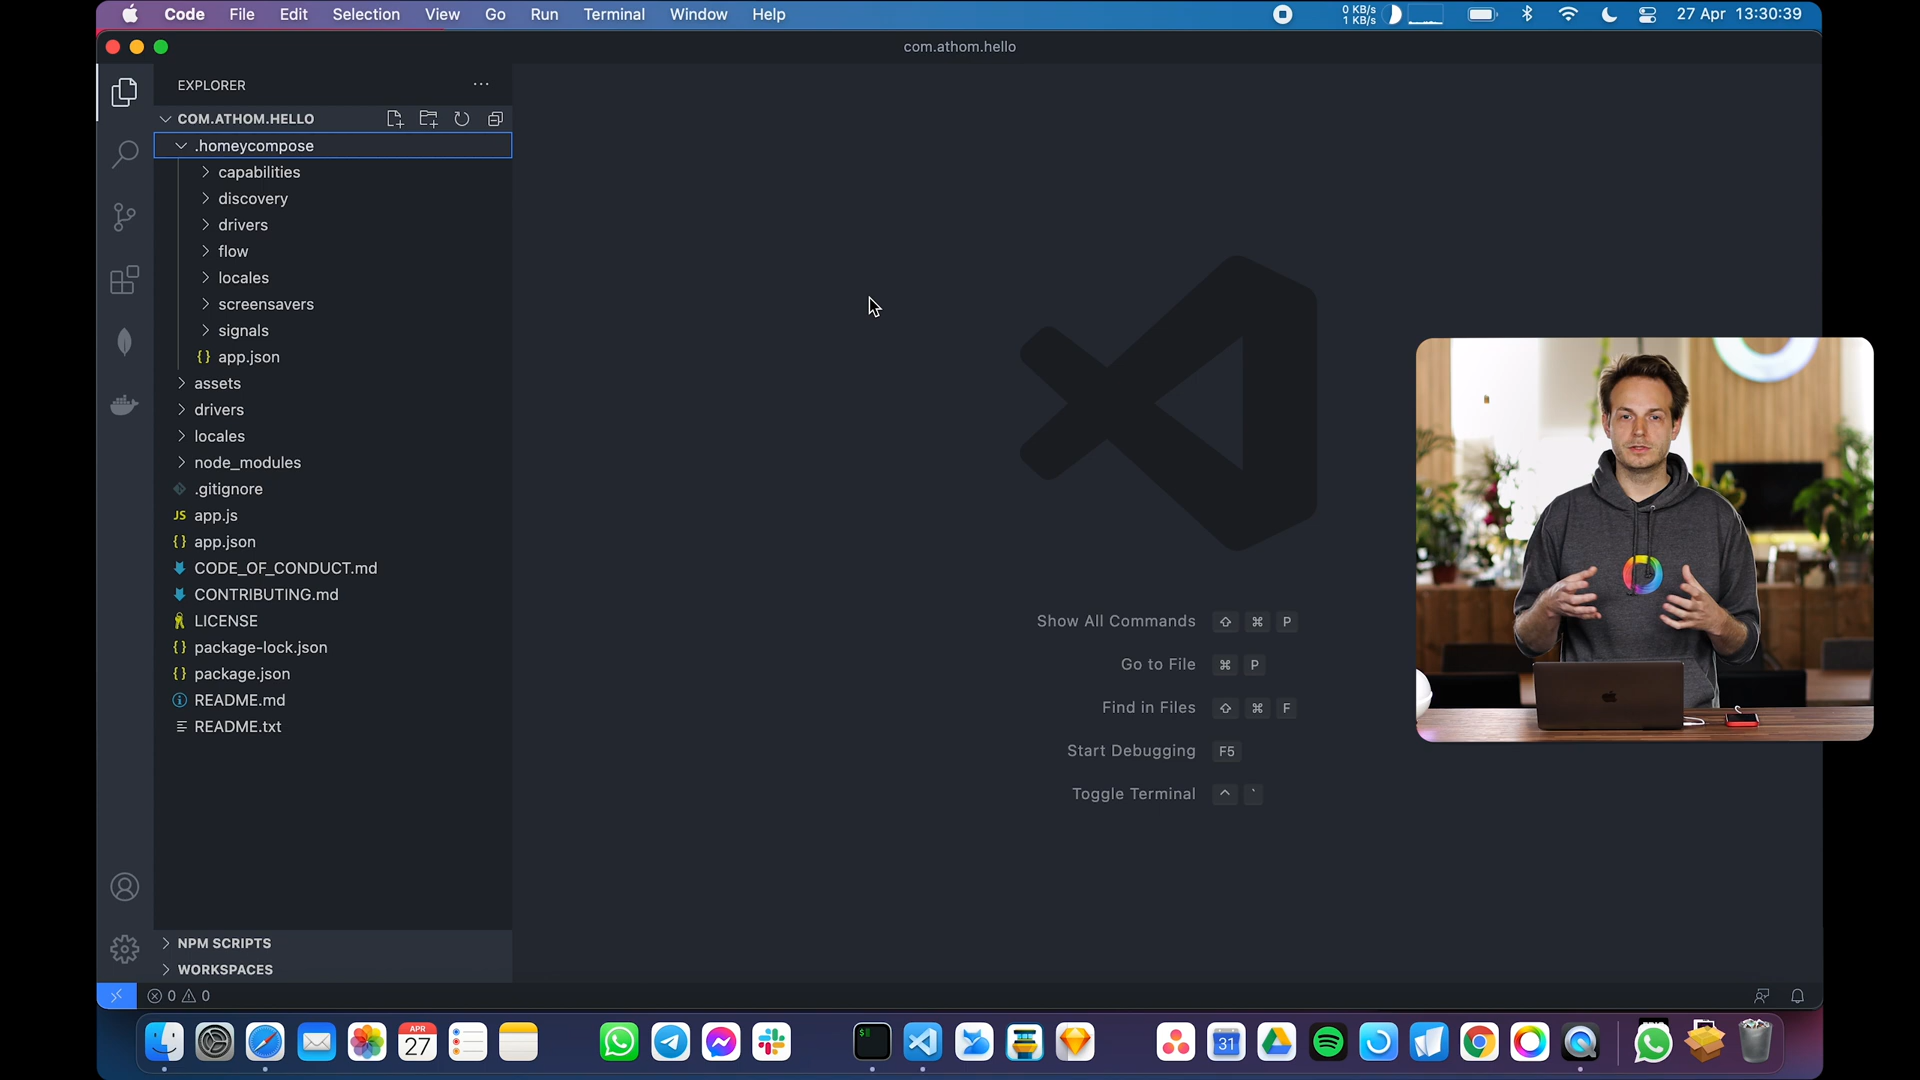 Code File Edit Selection View Go Run Terminal Window Help
0 KB/s
1 KB/s
27 Apr 13:30:39
com.athom.hello
EXPLORER
COM.ATHOM.HELLO
.homeycompose
capabilities
discovery
drivers
flow
locales
screensavers
signals
{} app.json
assets
drivers
locales
node_modules
.gitignore
JS app.js
{} app.json
CODE_OF_CONDUCT.md
CONTRIBUTING.md
LICENSE
{} package-lock.json
{} package.json
README.md
README.txt
Show All Commands ⇧ ⌘ P
Go to File ⌘ P
Find in Files ⇧ ⌘ F
Start Debugging F5
Toggle Terminal ^ `
NPM SCRIPTS
WORKSPACES
0 0
APR
27
$
31